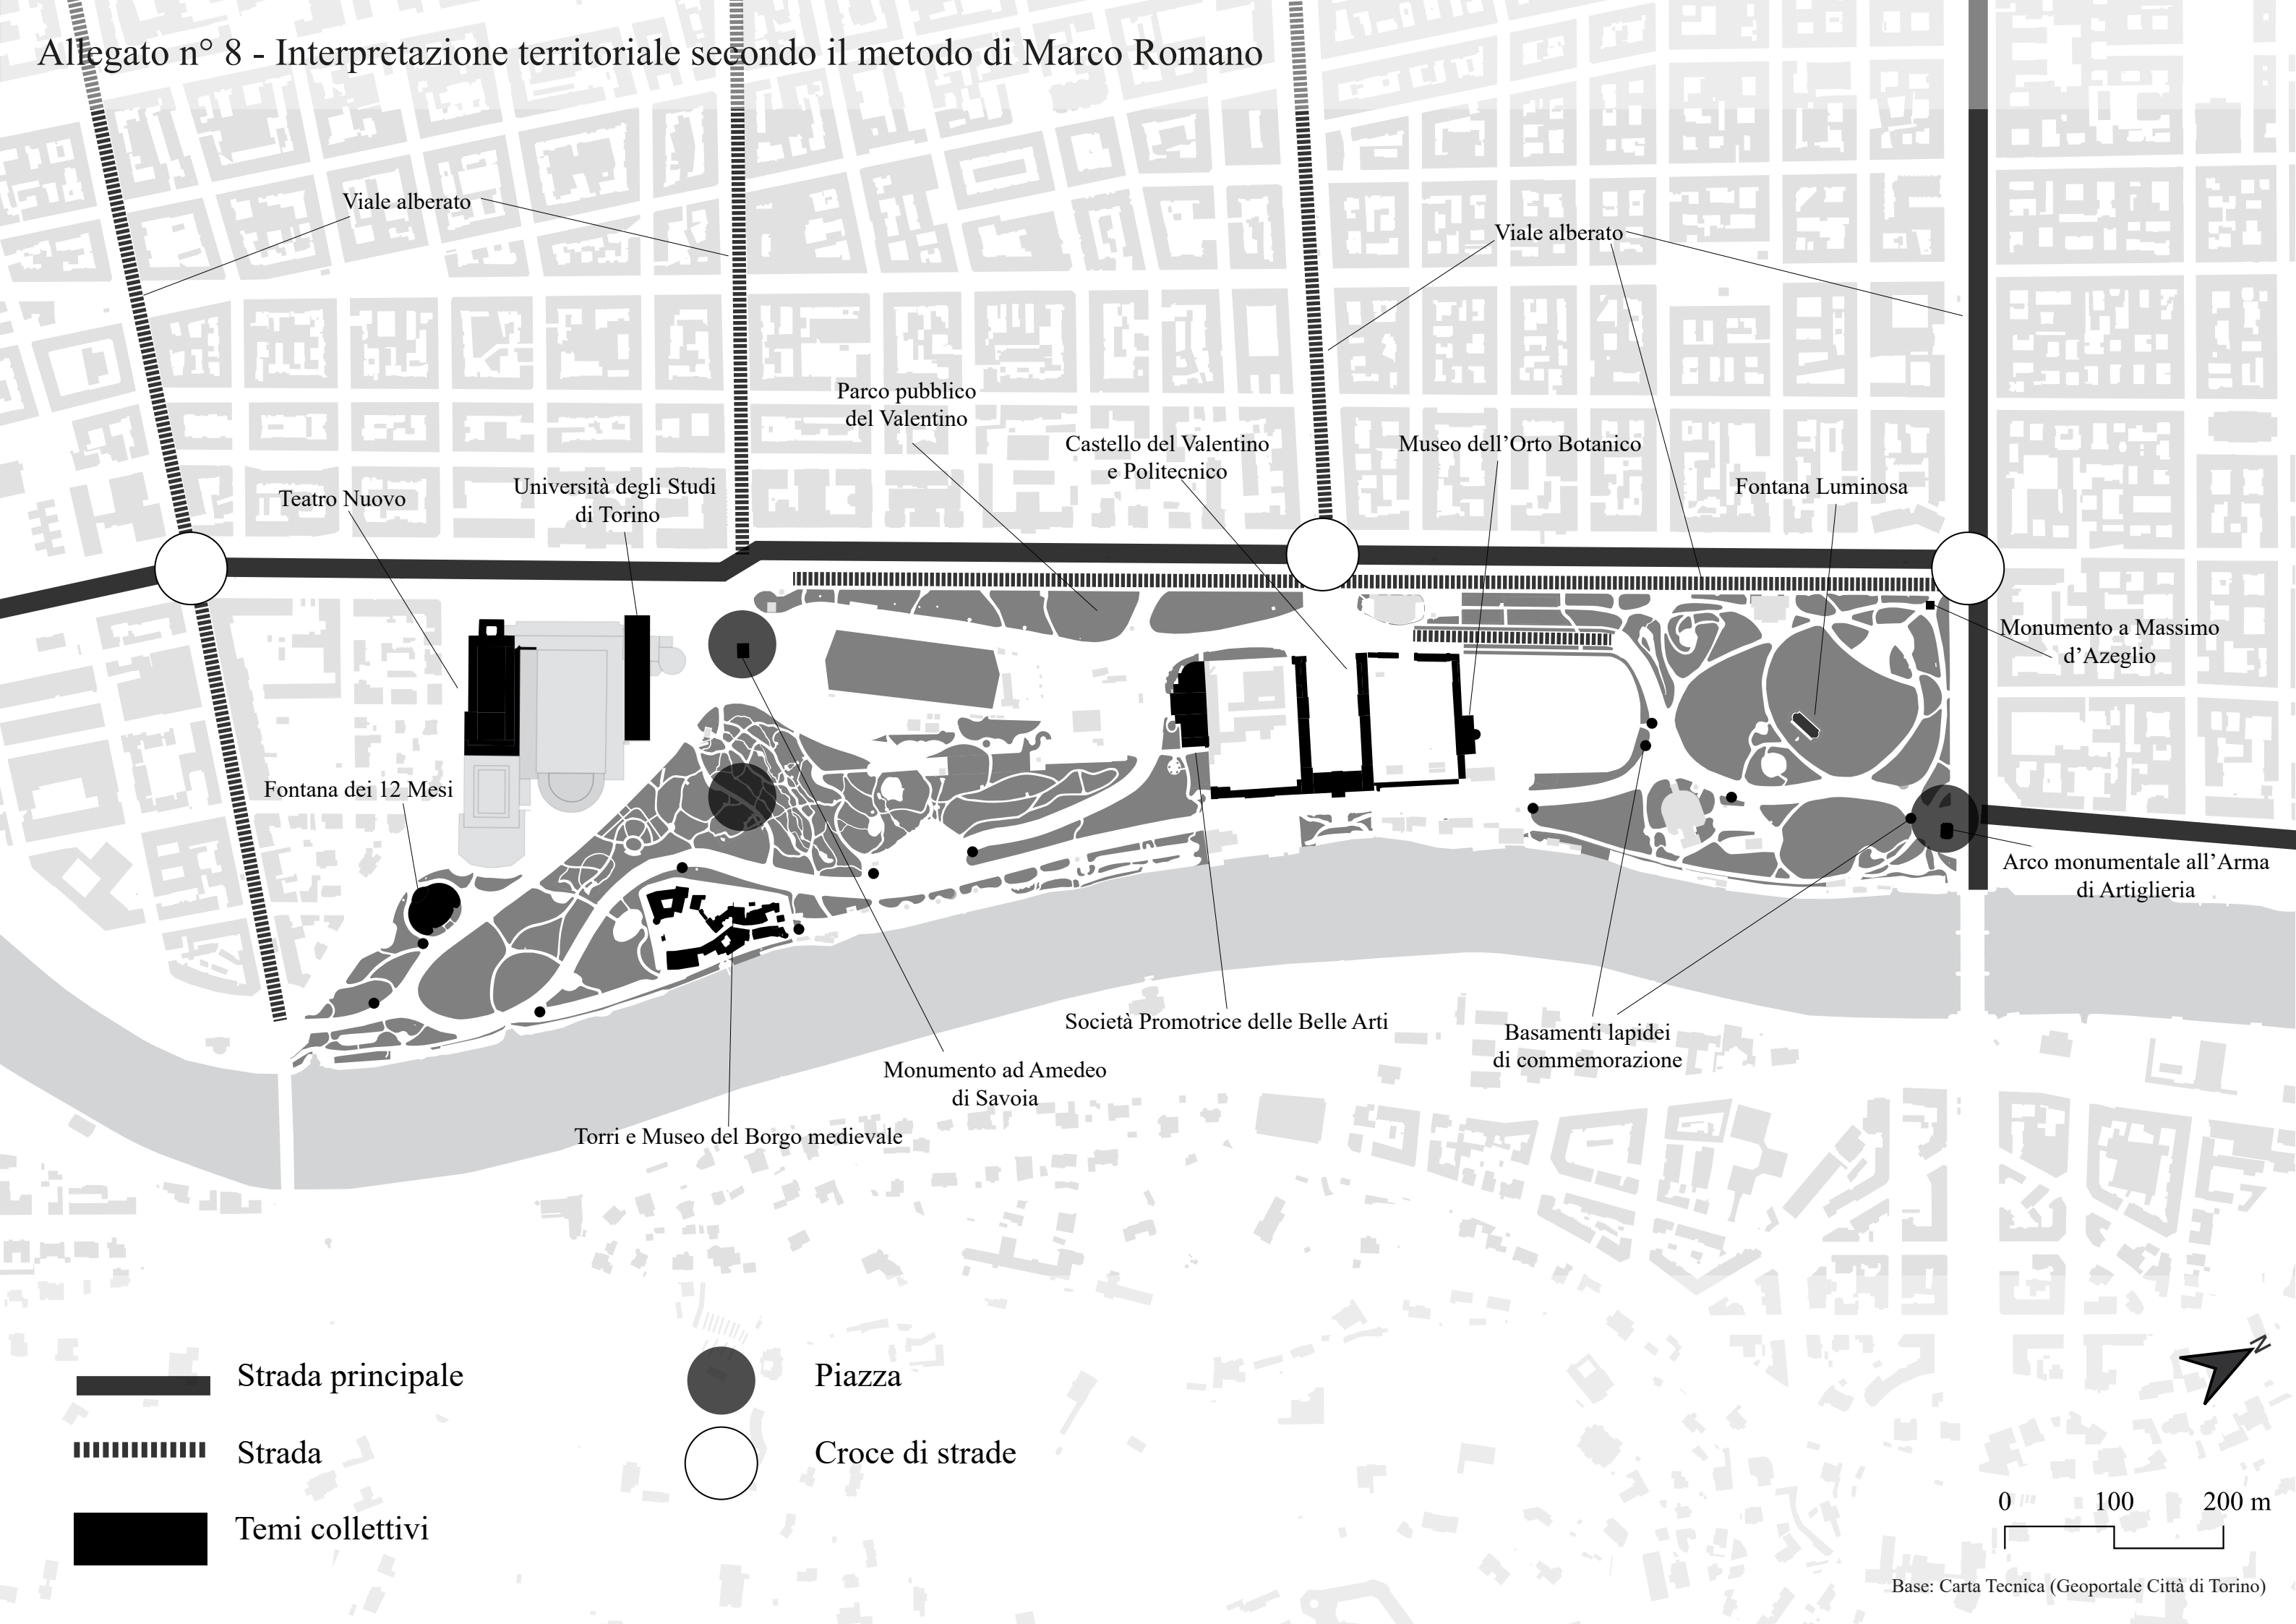 Allegato n° 8 - Interpretazione territoriale secondo il metodo di Marco Romano
Viale alberato
Viale alberato
Parco pubblico
del Valentino
Castello del Valentino
e Politecnico
Museo dell’Orto Botanico
Teatro Nuovo
Università degli Studi
di Torino
Fontana Luminosa
Monumento a Massimo
d’Azeglio
Fontana dei 12 Mesi
Arco monumentale all’Arma
di Artiglieria
Società Promotrice delle Belle Arti
Basamenti lapidei
di commemorazione
Monumento ad Amedeo
di Savoia
Torri e Museo del Borgo medievale
Strada principale
Piazza
Strada
Croce di strade
Temi collettivi
N
0 100 200 m
Base: Carta Tecnica (Geoportale Città di Torino)